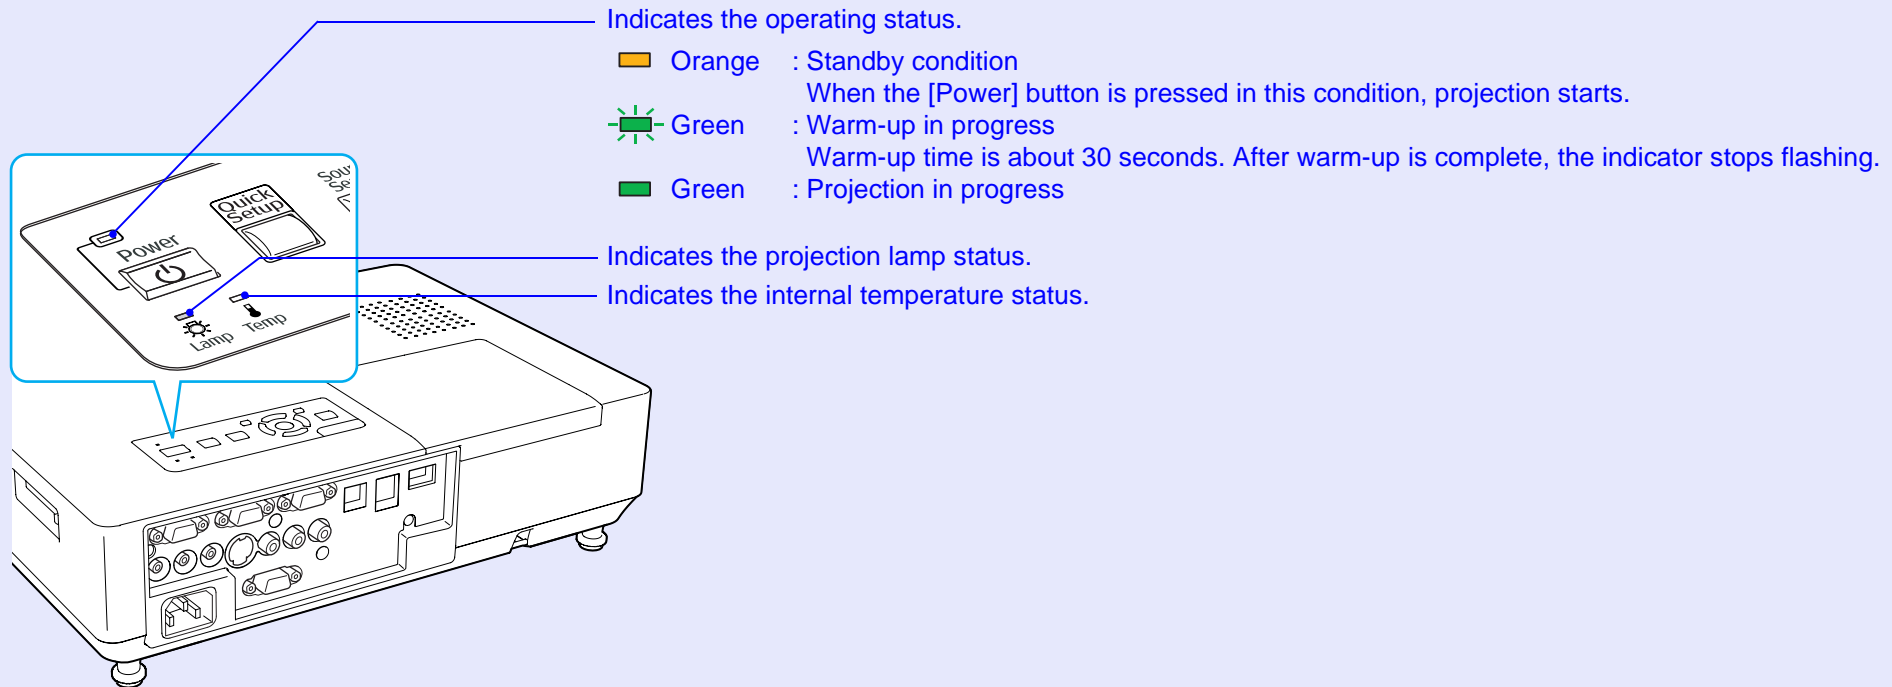 Indicates the operating status.
Orange : Standby condition
When the [Power] button is pressed in this condition, projection starts.
Green : Warm-up in progress
Warm-up time is about 30 seconds. After warm-up is complete, the indicator stops flashing.
Green : Projection in progress
Indicates the projection lamp status.
Indicates the internal temperature status.
Quick
Setup
Power
Lamp
Temp